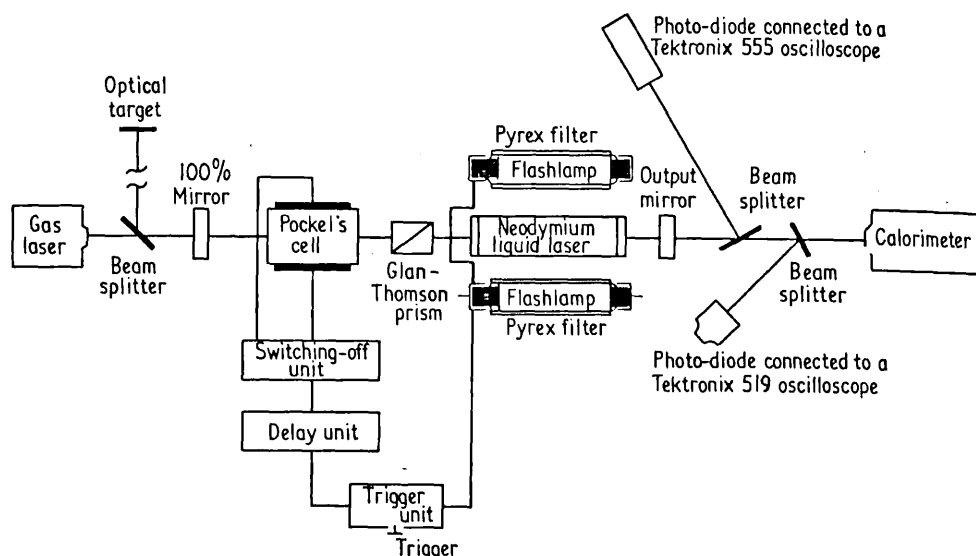 Photo-diode connected to a
Tektronix 555 oscilloscope
Optical
target
100%
Mirror
Gas
laser
Beam
splitter
Pockel's
cell
Glan-
Thomson
prism
Pyrex filter
Flashlamp
Neodymium
liquid laser
Flashlamp
Pyrex filter
Output
mirror
Beam
splitter
Beam
splitter
Calorimeter
Photo-diode connected to a
Tektronix 519 oscilloscope
Switching-off
unit
Delay unit
Trigger
unit
Trigger